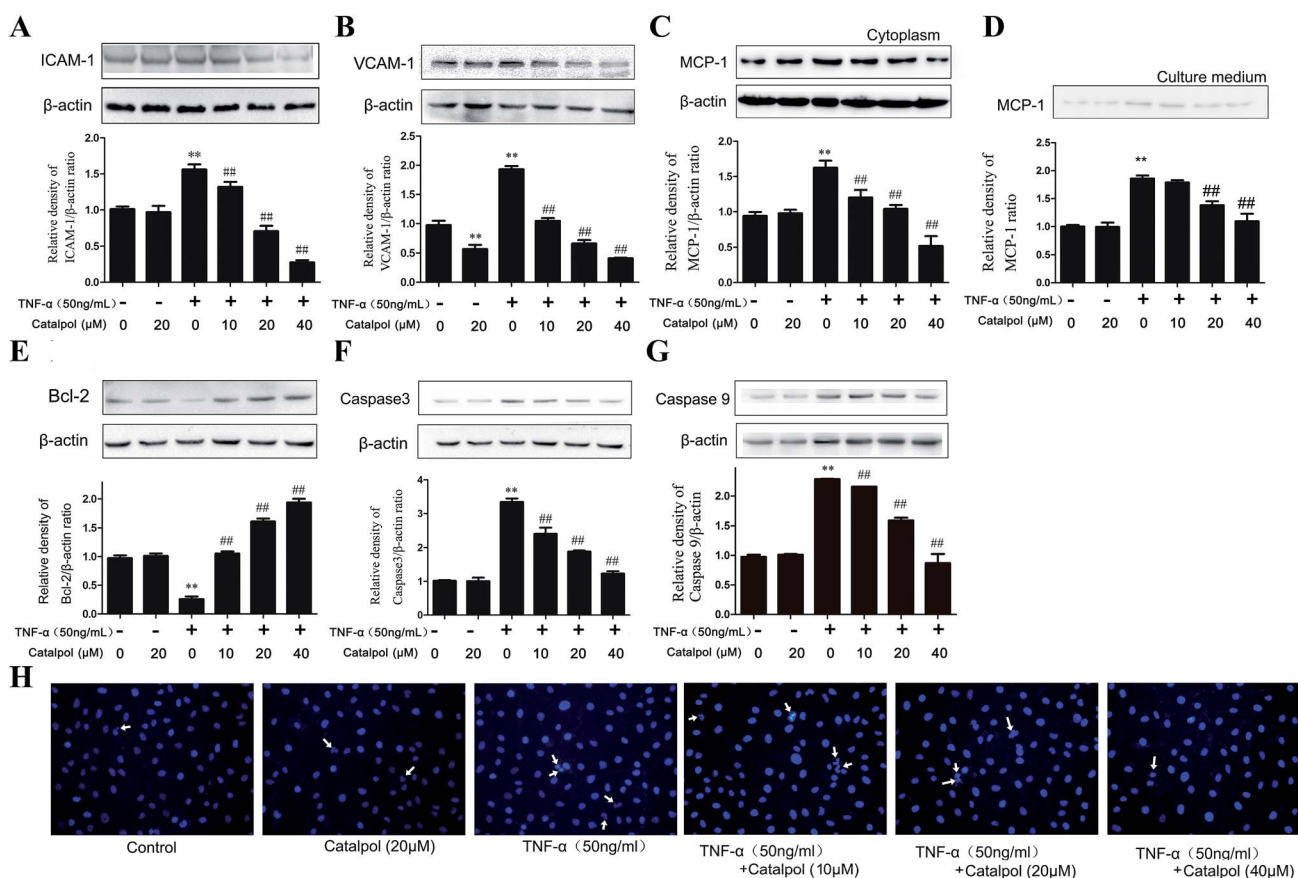 A
ICAM-1
β-actin
Relative density of
ICAM-1/β-actin ratio
2.0
1.5
1.0
0.5
0.0
**
##
##
##
TNF-α（50ng/mL） - - + + + +
Catalpol (μM) 0 20 0 10 20 40
B
VCAM-1
β-actin
Relative density of
VCAM-1/β-actin ratio
2.5
2.0
1.5
1.0
0.5
0.0
**
**
##
##
##
TNF-α（50ng/mL） - - + + + +
Catalpol (μM) 0 20 0 10 20 40
C
Cytoplasm
MCP-1
β-actin
Relative density of
MCP-1/β-actin ratio
2.0
1.5
1.0
0.5
0.0
**
##
##
##
TNF-α（50ng/mL） - - + + + +
Catalpol (μM) 0 20 0 10 20 40
D
Culture medium
MCP-1
Relative density of
MCP-1 ratio
2.5
2.0
1.5
1.0
0.5
0.0
**
##
##
TNF-α（50ng/mL） - - + + + +
Catalpol (μM) 0 20 0 10 20 40
E
Bcl-2
β-actin
Relative density of
Bcl-2/β-actin ratio
2.0
1.5
1.0
0.5
0.0
**
##
##
##
TNF-α（50ng/mL） - - + + + +
Catalpol (μM) 0 20 0 10 20 40
F
Caspase3
β-actin
Relative density of
Caspase3/β-actin ratio
4
3
2
1
0
**
##
##
##
TNF-α（50ng/mL） - - + + + +
Catalpol (μM) 0 20 0 10 20 40
G
Caspase 9
β-actin
Relative density of
Caspase 9/β-actin
2.0
1.5
1.0
0.5
0.0
**
##
##
##
TNF-α（50ng/mL） - - + + + +
Catalpol (μM) 0 20 0 10 20 40
H
Control
Catalpol (20μM)
TNF-α（50ng/ml）
TNF-α（50ng/ml）
+Catalpol (10μM)
TNF-α（50ng/ml）
+Catalpol (20μM)
TNF-α（50ng/ml）
+Catalpol (40μM)